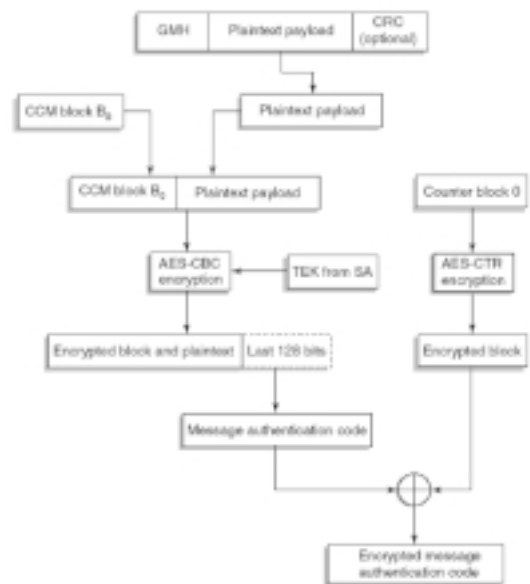 GMH
Plaintext payload
CRC
(optional)
Plaintext payload
CCM block B₀
CCM block B₀
Plaintext payload
Counter block 0
AES-CBC
encryption
TEK from SA
AES-CTR
encryption
Encrypted block and plaintext
Last 128 bits
Encrypted block
Message authentication code
Encrypted message
authentication code